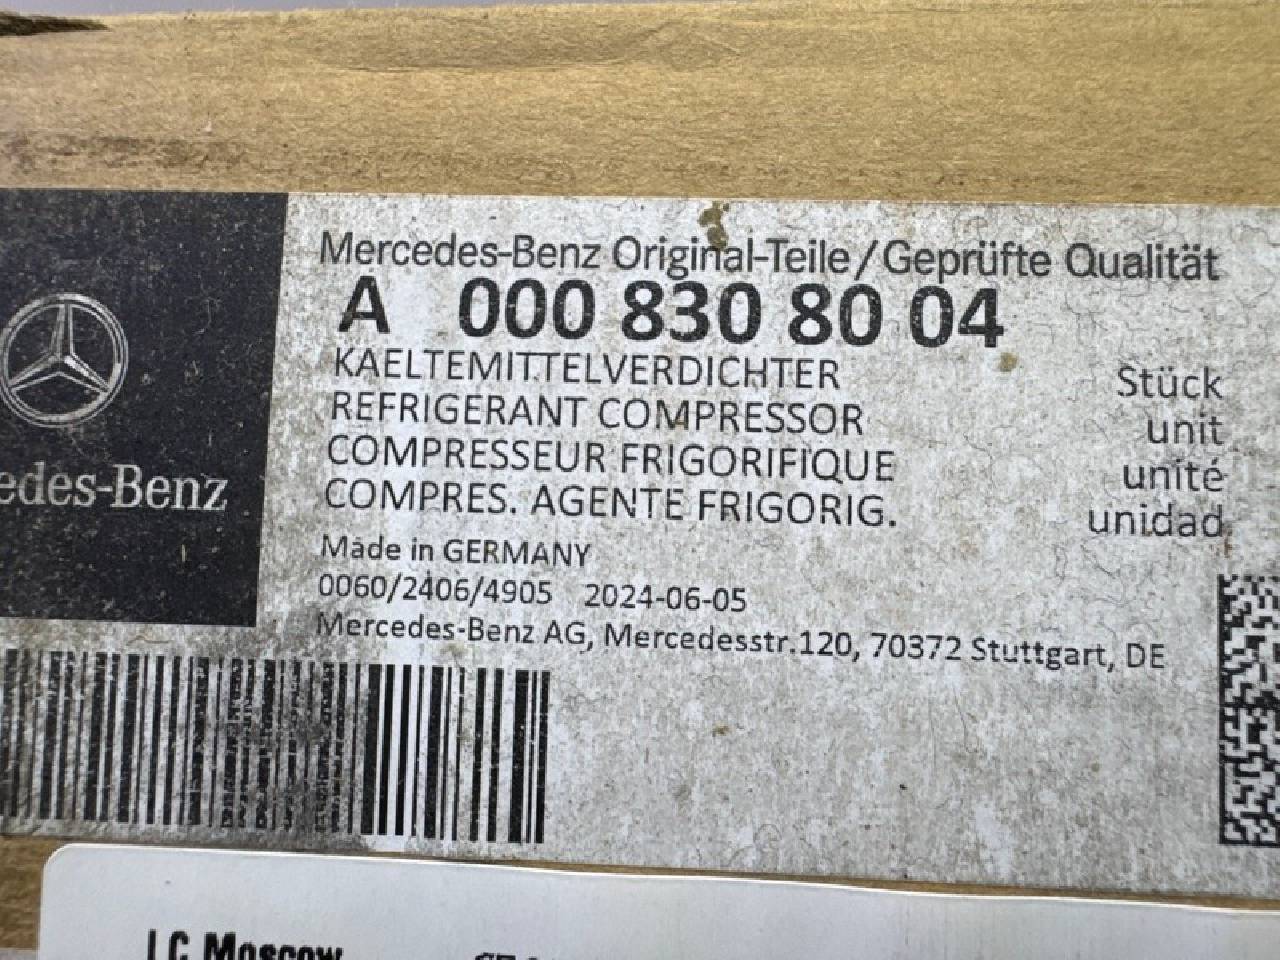 Mercedes-Benz Original-Teile/Geprüfte Qualität
A 000 830 80 04
KAELTEMITTELVERDICHTER
REFRIGERANT COMPRESSOR
COMPRESSEUR FRIGORIFIQUE
COMPRES. AGENTE FRIGORIG.
Stück
unit
unité
unidad
Made in GERMANY
0060/2406/4905 2024-06-05
Mercedes-Benz AG, Mercedesstr.120, 70372 Stuttgart, DE
edes-Benz
LC Moscow